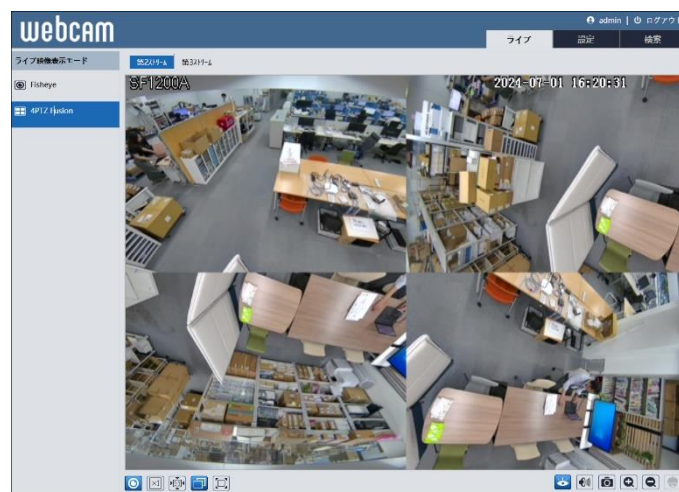 webcam
admin | ログアウト
ライブ
設定
検索
ライブ映像表示モード
第2ストリーム
第3ストリーム
Fisheye
4PTZ Fusion
SF1200A
2024-07-01 16:20:31